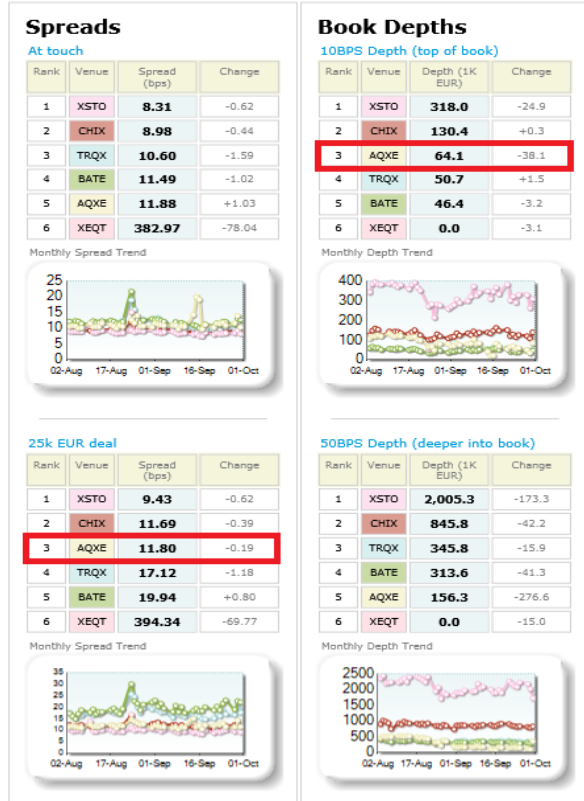 Spreads
At touch
Rank Venue Spread (bps) Change
1 XSTO 8.31 -0.62
2 CHIX 8.98 -0.44
3 TRQX 10.60 -1.59
4 BATE 11.49 -1.02
5 AQXE 11.88 +1.03
6 XEQT 382.97 -78.04
Monthly Spread Trend
25
20
15
10
5
0
02-Aug 17-Aug 01-Sep 16-Sep 01-Oct
25k EUR deal
Rank Venue Spread (bps) Change
1 XSTO 9.43 -0.62
2 CHIX 11.69 -0.39
3 AQXE 11.80 -0.19
4 TRQX 17.12 -1.18
5 BATE 19.94 +0.80
6 XEQT 394.34 -69.77
Monthly Spread Trend
35
30
25
20
15
10
5
0
02-Aug 17-Aug 01-Sep 16-Sep 01-Oct
Book Depths
10BPS Depth (top of book)
Rank Venue Depth (1K EUR) Change
1 XSTO 318.0 -24.9
2 CHIX 130.4 +0.3
3 AQXE 64.1 -38.1
4 TRQX 50.7 +1.5
5 BATE 46.4 -3.2
6 XEQT 0.0 -3.1
Monthly Depth Trend
400
300
200
100
0
02-Aug 17-Aug 01-Sep 16-Sep 01-Oct
50BPS Depth (deeper into book)
Rank Venue Depth (1K EUR) Change
1 XSTO 2,005.3 -173.3
2 CHIX 845.8 -42.2
3 TRQX 345.8 -15.9
4 BATE 313.6 -41.3
5 AQXE 156.3 -276.6
6 XEQT 0.0 -15.0
Monthly Depth Trend
2500
2000
1500
1000
500
0
02-Aug 17-Aug 01-Sep 16-Sep 01-Oct